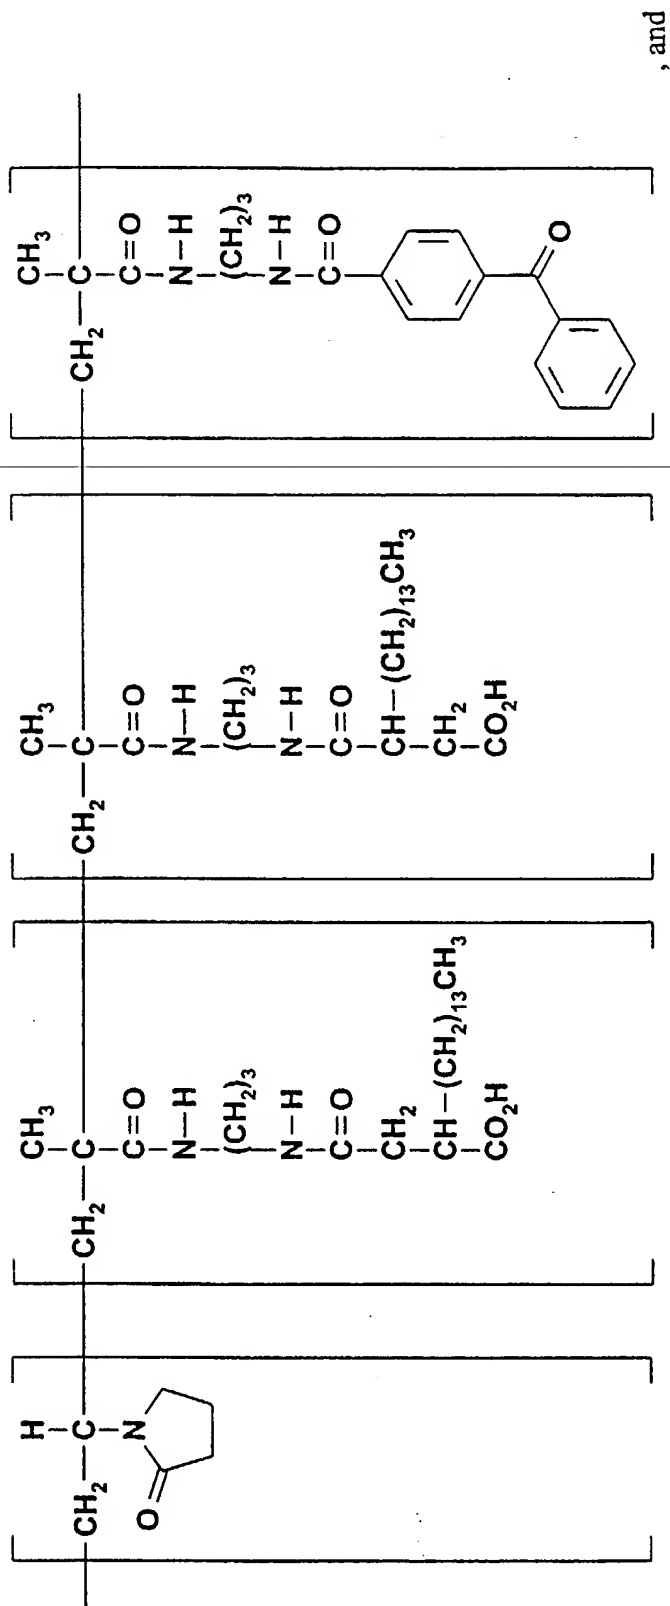 H
CH₂-C
N
O
CH₃
CH₂-C
C=O
N-H
(CH₂)₃
N-H
C=O
CH₂
CH-(CH₂)₁₃CH₃
CO₂H
CH₃
CH₂-C
C=O
N-H
(CH₂)₃
N-H
C=O
CH-(CH₂)₁₃CH₃
CH₂
CO₂H
CH₃
CH₂-C
C=O
N-H
(CH₂)₃
N-H
C=O
O
, and